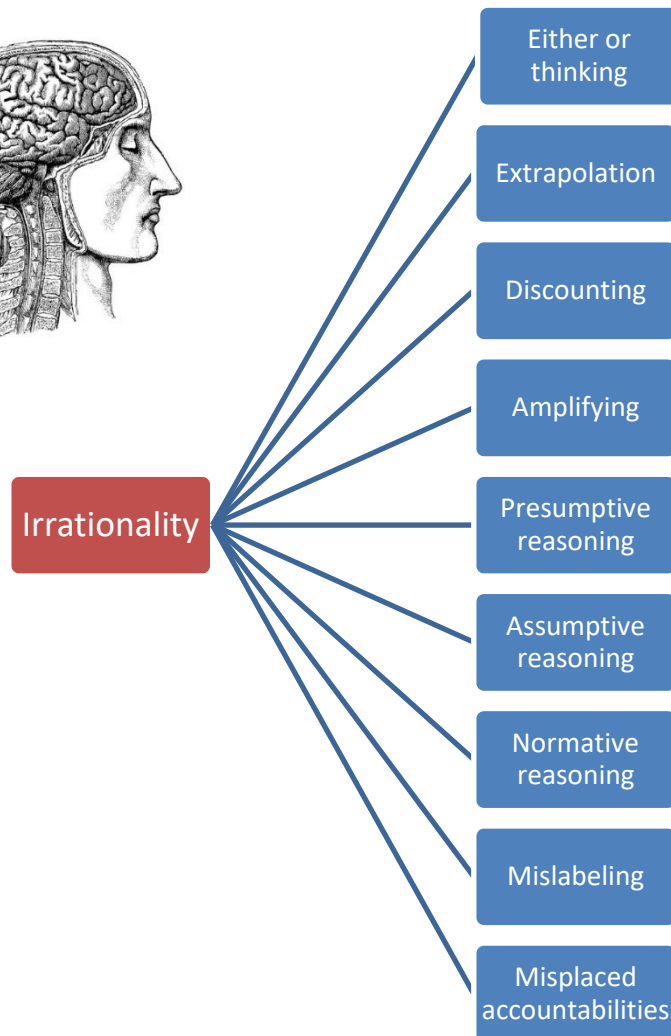 Either or
thinking
Extrapolation
Discounting
Amplifying
Irrationality
Presumptive
reasoning
Assumptive
reasoning
Normative
reasoning
Mislabeling
Misplaced
accountabilities